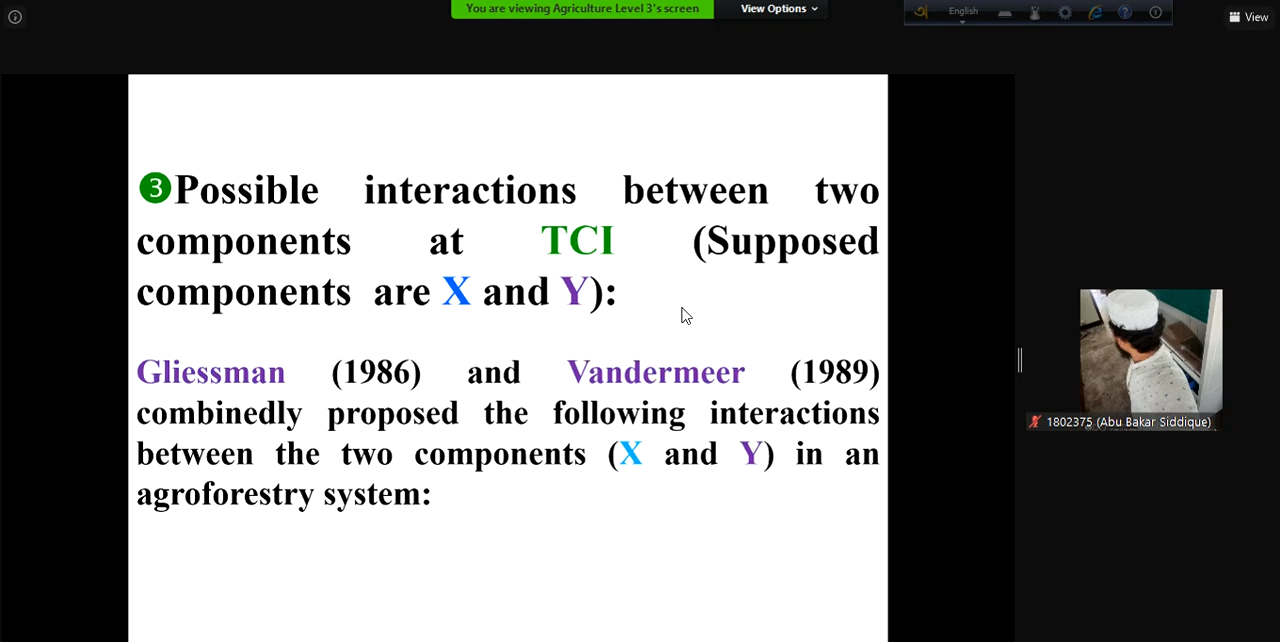 You are viewing Agriculture Level 3's screen
View Options
English
View
❸Possible interactions between two
components at TCI (Supposed
components are X and Y):
Gliessman (1986) and Vandermeer (1989)
combinedly proposed the following interactions
between the two components (X and Y) in an
agroforestry system:
1802375 (Abu Bakar Siddique)